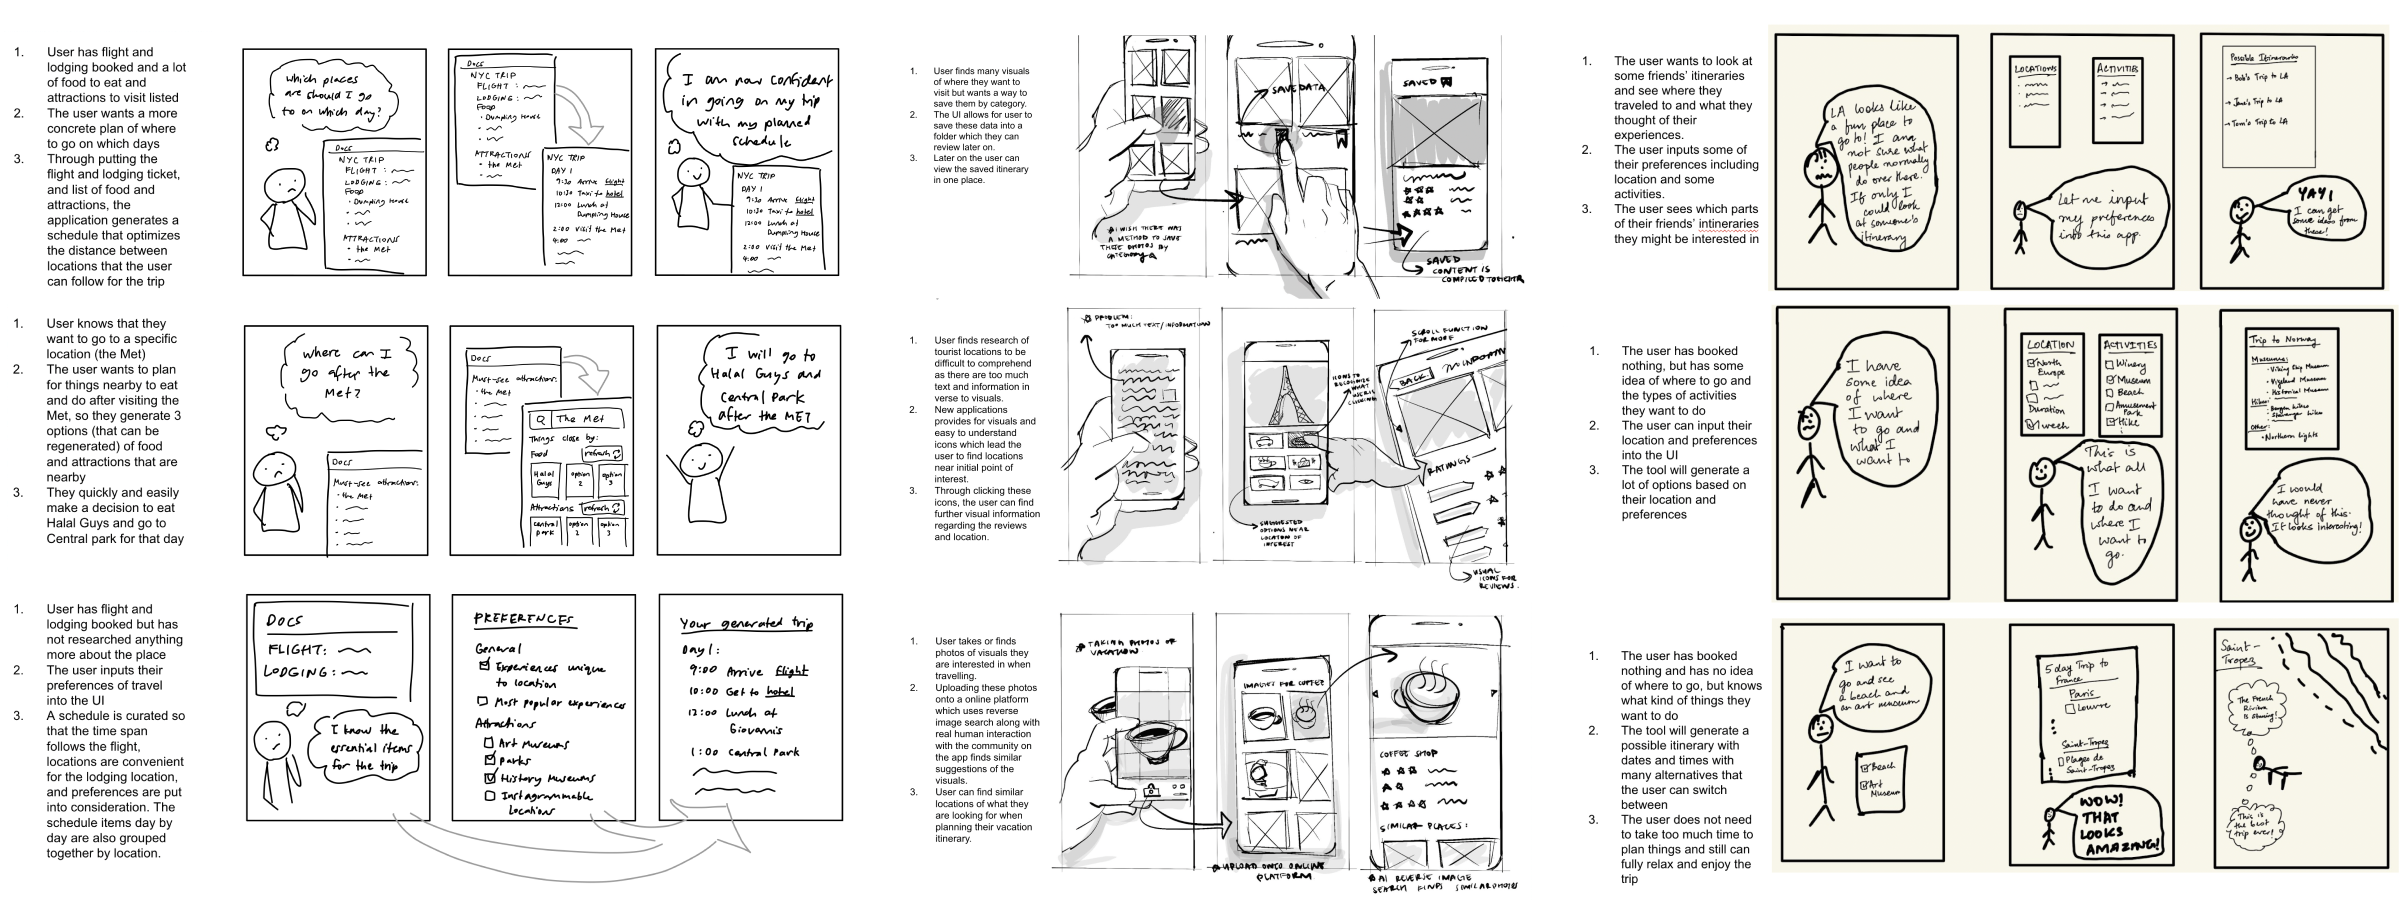 1. User has flight and
lodging booked and a lot
of food to eat and
attractions to visit listed
2. The user wants a more
concrete plan of where
to go on which days
3. Through putting the
flight and lodging ticket,
and list of food and
attractions, the
application generates a
schedule that optimizes
the distance between
locations that the user
can follow for the trip
which places
are should I go
to on which day?
Docs
NYC TRIP
FLIGHT:
LODGING:
FOOD
• Dumpling House
ATTRACTIONS
• the Met
Docs
NYC TRIP
FLIGHT:
LODGING:
FOOD
• Dumpling House
ATTRACTIONS
• the Met
NYC TRIP
DAY 1
9:30 Arrive flight
10:30 Taxi to hotel
12:00 Lunch at
Dumpling House
2:00 Visit the Met
4:00
I am now confident
in going on my trip
with my planned
schedule
NYC TRIP
DAY 1
9:30 Arrive flight
10:30 Taxi to hotel
12:00 Lunch at
Dumpling House
2:00 Visit the Met
4:00
1. User knows that they
want to go to a specific
location (the Met)
2. The user wants to plan
for things nearby to eat
and do after visiting the
Met, so they generate 3
options (that can be
regenerated) of food
and attractions that are
nearby
3. They quickly and easily
make a decision to eat
Halal Guys and go to
Central park for that day
where can I
go after the
Met?
Docs
Must-see attractions:
• the Met
Docs
Must-see attractions:
• the Met
Q The Met
Things close by:
Food refresh
Halal
Guys
option
2
option
3
Attractions refresh
central
park
option
2
option
3
I will go to
Halal Guys and
Central Park
after the MET
1. User has flight and
lodging booked but has
not researched anything
more about the place
2. The user inputs their
preferences of travel
into the UI
3. A schedule is curated so
that the time span
follows the flight,
locations are convenient
for the lodging location,
and preferences are put
into consideration. The
schedule items day by
day are also grouped
together by location.
DOCS
FLIGHT:
LODGING:
I know the
essential items
for the trip
PREFERENCES
General
Experiences unique
to location
Most popular experiences
Attractions
Art Museums
Parks
History Museums
Instagrammable
locations
Your generated trip
Day 1:
9:00 Arrive flight
10:00 Get to hotel
12:00 Lunch at
Giovannis
1:00 Central Park
1. User finds many visuals
of where they want to
visit but wants a way to
save them by category.
2. The UI allows for user to
save these data into a
folder which they can
review later on.
3. Later on the user can
view the saved itinerary
in one place.
I WISH THERE WAS
A METHOD TO SAVE
THESE PHOTOS BY
CATEGORY
SAVE DATA
SAVED
SAVED
CONTENT IS
COMPILED TOGETHER
1. User finds research of
tourist locations to be
difficult to comprehend
as there are too much
text and information in
verse to visuals.
2. New applications
provides for visuals and
easy to understand
icons which lead the
user to find locations
near initial point of
interest.
3. Through clicking these
icons, the user can find
further visual information
regarding the reviews
and location.
PROBLEM:
TOO MUCH TEXT/INFORMATION
ICONS TO
RECOGNIZE
WHAT
USER IS
CLICKING
SUGGESTED
OPTIONS NEAR
LOCATION OF
INTEREST
SCROLL FUNCTION
FOR MORE
BACK
RATINGS
VISUAL
ICONS FOR
REVIEWS.
1. User takes or finds
photos of visuals they
are interested in when
travelling.
2. Uploading these photos
onto a online platform
which uses reverse
image search along with
real human interaction
with the community on
the app finds similar
suggestions of the
visuals.
3. User can find similar
locations of what they
are looking for when
planning their vacation
itinerary.
TAKING PHOTOS OF
VACATION
IMAGES FOR COFFEE
UPLOAD ONTO ONLINE
PLATFORM
COFFEE SHOP
SIMILAR PLACES:
AI REVERSE IMAGE
SEARCH FINDS SIMILAR PHOTOS
1. The user wants to look at
some friends' itineraries
and see where they
traveled to and what they
thought of their
experiences.
2. The user inputs some of
their preferences including
location and some
activities.
3. The user sees which parts
of their friends' intineraries
they might be interested in
LA looks like
a fun place to
go to! I am
not sure what
people normally
do over there.
If only I
could look
at someone's
itinerary
LOCATIONS
ACTIVITIES
Let me input
my preferences
into this app.
Possible Itineraries
→ Bob's Trip to LA
→ Jane's Trip to LA
→ Tom's Trip to LA
YAY!
I can get
some ideas from
these!
1. The user has booked
nothing, but has some
idea of where to go and
the types of activities
they want to do
2. The user can input their
location and preferences
into the UI
3. The tool will generate a
lot of options based on
their location and
preferences
I have
some idea
of where
I want
to go and
what I
want to
LOCATION
North
Europe
Duration
1 week
ACTIVITIES
Winery
Museum
Beach
Amusement
Park
Hike
This is
what all
I want
to do and
where I
want to
go.
Trip to Norway
Museums:
• Viking Ship Museum
• Vigeland Museum
• Historical Museum
Hikes:
• Bergen hike
• Stavanger hike
Other:
• Northern Lights
I would
have never
thought of this.
It looks interesting!
1. The user has booked
nothing and has no idea
of where to go, but knows
what kind of things they
want to do
2. The tool will generate a
possible itinerary with
dates and times with
many alternatives that
the user can switch
between
3. The user does not need
to take too much time to
plan things and still can
fully relax and enjoy the
trip
I want to
go and see
a beach and
an art museum
Beach
Art
Museum
5 day Trip to
France
Paris
Louvre
Saint-Tropez
Plages de
Saint-Tropez
WOW!
THAT
LOOKS
AMAZING!
Saint-
Tropez
The French
Riviera
is stunning!
This is
the best
trip ever!